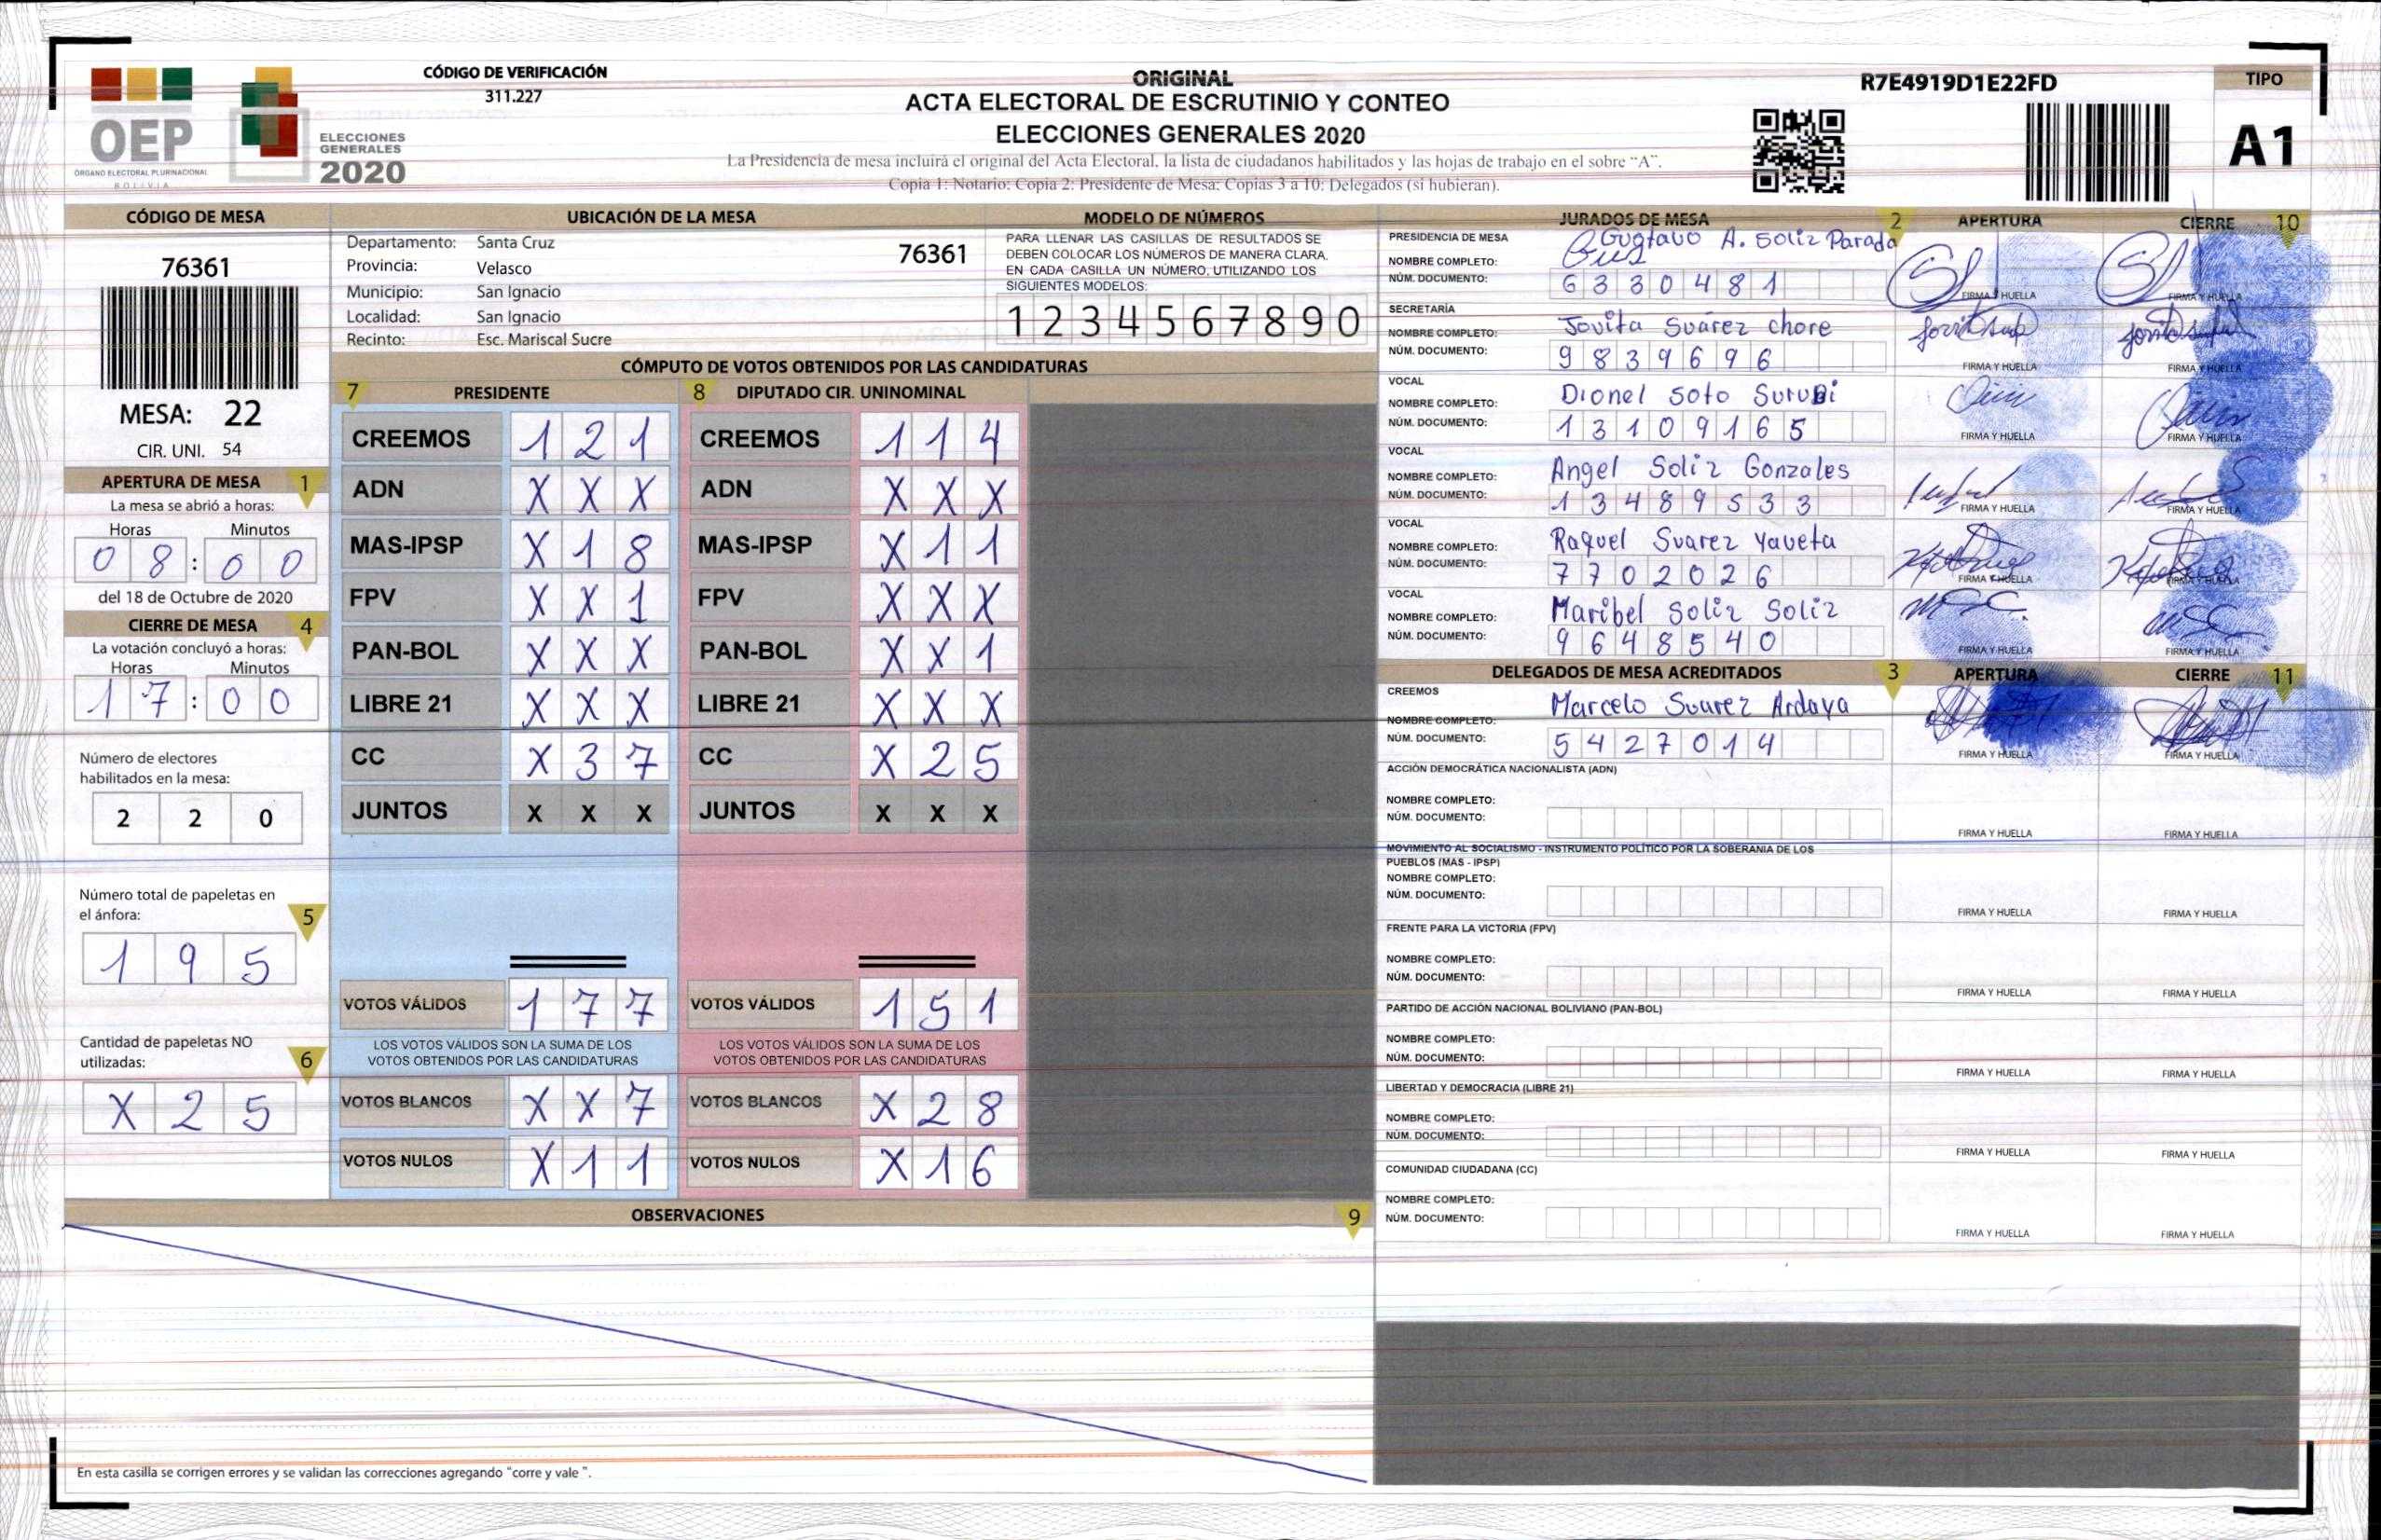 OEP
ÓRGANO ELECTORAL PLURINACIONAL
BOLIVIA
ELECCIONES
GENERALES
2020
CÓDIGO DE VERIFICACIÓN
311.227
ORIGINAL
ACTA ELECTORAL DE ESCRUTINIO Y CONTEO
ELECCIONES GENERALES 2020
La Presidencia de mesa incluirá el original del Acta Electoral, la lista de ciudadanos habilitados y las hojas de trabajo en el sobre “A”.
Copia 1: Notario; Copia 2: Presidente de Mesa; Copias 3 a 10: Delegados (si hubieran).
R7E4919D1E22FD
TIPO
A1
CÓDIGO DE MESA
76361
MESA: 22
CIR. UNI. 54
APERTURA DE MESA 1
La mesa se abrió a horas:
Horas Minutos
0 8 : 0 0
del 18 de Octubre de 2020
CIERRE DE MESA 4
La votación concluyó a horas:
Horas Minutos
1 7 : 0 0
Número de electores
habilitados en la mesa:
2 2 0
Número total de papeletas en
el ánfora: 5
1 9 5
Cantidad de papeletas NO
utilizadas: 6
X 2 5
UBICACIÓN DE LA MESA
Departamento: Santa Cruz 76361
Provincia: Velasco
Municipio: San Ignacio
Localidad: San Ignacio
Recinto: Esc. Mariscal Sucre
MODELO DE NÚMEROS
PARA LLENAR LAS CASILLAS DE RESULTADOS SE
DEBEN COLOCAR LOS NÚMEROS DE MANERA CLARA,
EN CADA CASILLA UN NÚMERO, UTILIZANDO LOS
SIGUIENTES MODELOS:
1 2 3 4 5 6 7 8 9 0
CÓMPUTO DE VOTOS OBTENIDOS POR LAS CANDIDATURAS
7 PRESIDENTE 8 DIPUTADO CIR. UNINOMINAL
CREEMOS 1 2 1 CREEMOS 1 1 4
ADN X X X ADN X X X
MAS-IPSP X 1 8 MAS-IPSP X 1 1
FPV X X 1 FPV X X X
PAN-BOL X X X PAN-BOL X X 1
LIBRE 21 X X X LIBRE 21 X X X
CC X 3 7 CC X 2 5
JUNTOS X X X JUNTOS X X X
VOTOS VÁLIDOS 1 7 7 VOTOS VÁLIDOS 1 5 1
LOS VOTOS VÁLIDOS SON LA SUMA DE LOS LOS VOTOS VÁLIDOS SON LA SUMA DE LOS
VOTOS OBTENIDOS POR LAS CANDIDATURAS VOTOS OBTENIDOS POR LAS CANDIDATURAS
VOTOS BLANCOS X X 7 VOTOS BLANCOS X 2 8
VOTOS NULOS X 1 1 VOTOS NULOS X 1 6
OBSERVACIONES 9
En esta casilla se corrigen errores y se validan las correcciones agregando “corre y vale ”.
JURADOS DE MESA 2 APERTURA CIERRE 10
PRESIDENCIA DE MESA
NOMBRE COMPLETO: Gustavo A. Soliz Parada
NÚM. DOCUMENTO: 6 3 3 0 4 8 1
FIRMA Y HUELLA FIRMA Y HUELLA
SECRETARÍA
NOMBRE COMPLETO: Jovita Suárez chore
NÚM. DOCUMENTO: 9 8 3 9 6 9 6
FIRMA Y HUELLA FIRMA Y HUELLA
VOCAL
NOMBRE COMPLETO: Dionel Soto Surubi
NÚM. DOCUMENTO: 1 3 1 0 9 1 6 5
FIRMA Y HUELLA FIRMA Y HUELLA
VOCAL
NOMBRE COMPLETO: Angel Soliz Gonzales
NÚM. DOCUMENTO: 1 3 4 8 9 5 3 3
FIRMA Y HUELLA FIRMA Y HUELLA
VOCAL
NOMBRE COMPLETO: Raquel Suarez Yaveta
NÚM. DOCUMENTO: 7 7 0 2 0 2 6
FIRMA Y HUELLA FIRMA Y HUELLA
VOCAL
NOMBRE COMPLETO: Maribel Soliz Soliz
NÚM. DOCUMENTO: 9 6 4 8 5 4 0
FIRMA Y HUELLA FIRMA Y HUELLA
DELEGADOS DE MESA ACREDITADOS 3 APERTURA CIERRE 11
CREEMOS
NOMBRE COMPLETO: Marcelo Suarez Ardaya
NÚM. DOCUMENTO: 5 4 2 7 0 1 4
FIRMA Y HUELLA FIRMA Y HUELLA
ACCIÓN DEMOCRÁTICA NACIONALISTA (ADN)
NOMBRE COMPLETO:
NÚM. DOCUMENTO:
FIRMA Y HUELLA FIRMA Y HUELLA
MOVIMIENTO AL SOCIALISMO - INSTRUMENTO POLÍTICO POR LA SOBERANIA DE LOS
PUEBLOS (MAS - IPSP)
NOMBRE COMPLETO:
NÚM. DOCUMENTO:
FIRMA Y HUELLA FIRMA Y HUELLA
FRENTE PARA LA VICTORIA (FPV)
NOMBRE COMPLETO:
NÚM. DOCUMENTO:
FIRMA Y HUELLA FIRMA Y HUELLA
PARTIDO DE ACCIÓN NACIONAL BOLIVIANO (PAN-BOL)
NOMBRE COMPLETO:
NÚM. DOCUMENTO:
FIRMA Y HUELLA FIRMA Y HUELLA
LIBERTAD Y DEMOCRACIA (LIBRE 21)
NOMBRE COMPLETO:
NÚM. DOCUMENTO:
FIRMA Y HUELLA FIRMA Y HUELLA
COMUNIDAD CIUDADANA (CC)
NOMBRE COMPLETO:
NÚM. DOCUMENTO:
FIRMA Y HUELLA FIRMA Y HUELLA